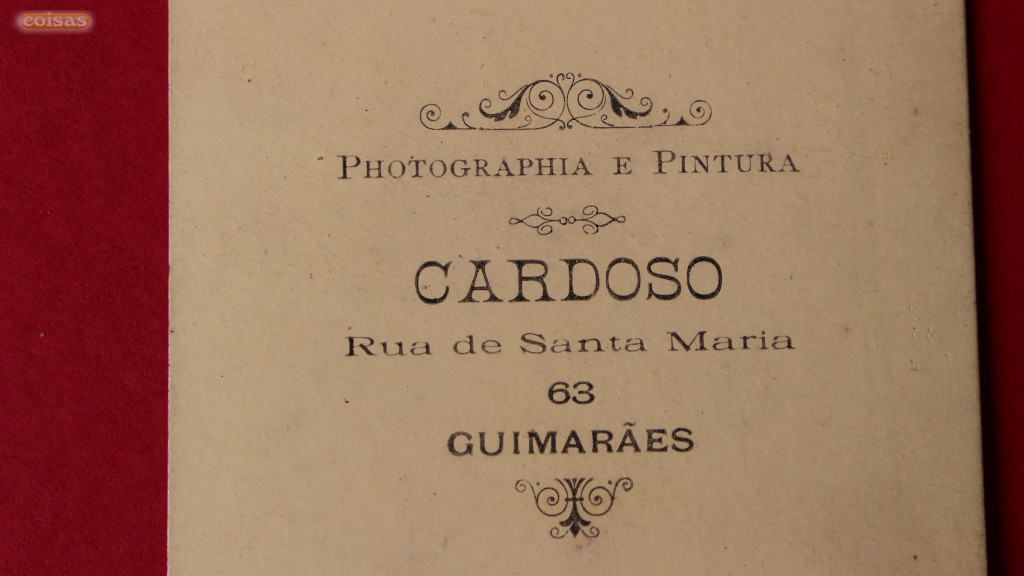 coisas
PHOTOGRAPHIA E PINTURA
CARDOSO
Rua de Santa Maria
63
GUIMARÃES